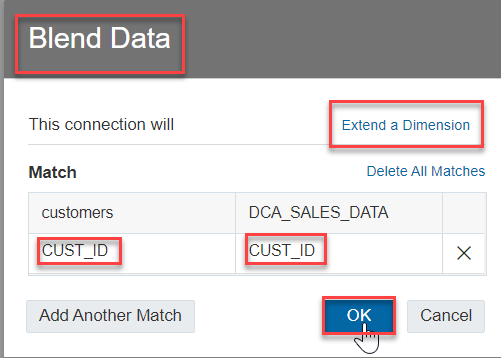 Blend Data
This connection will Extend a Dimension
Match Delete All Matches
customers DCA_SALES_DATA
CUST_ID CUST_ID
Add Another Match OK Cancel